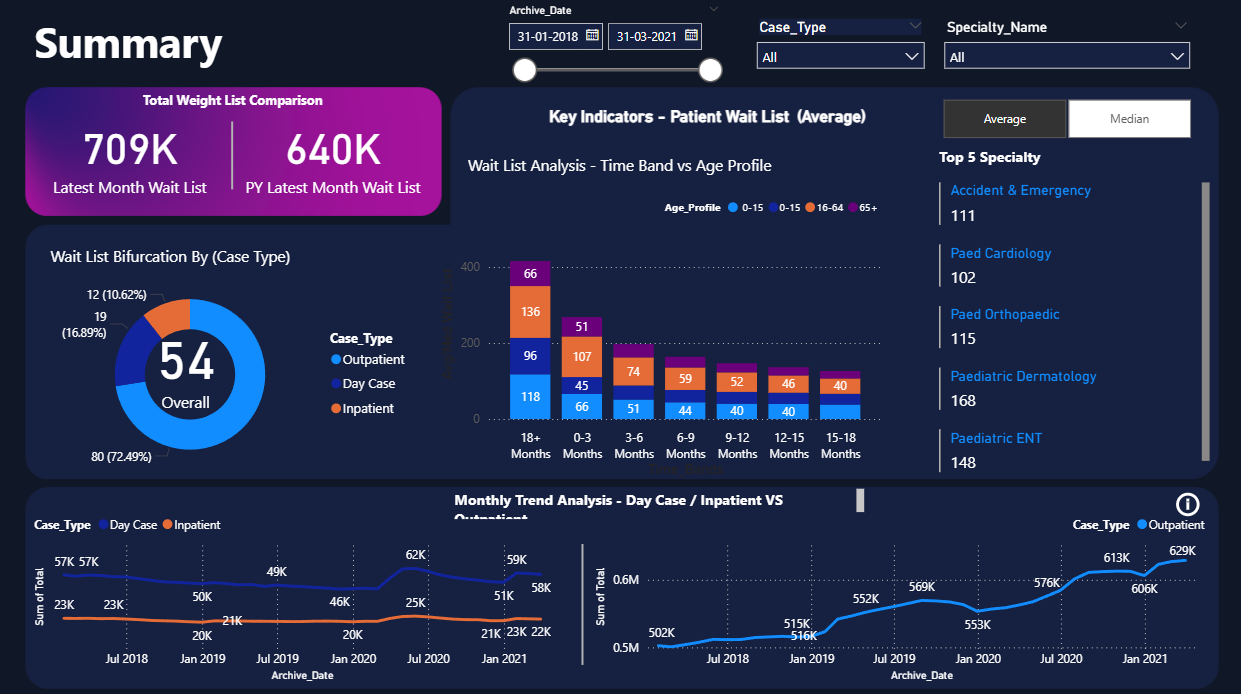 Summary
Archive_Date
31-01-2018
31-03-2021
Case_Type
All
Specialty_Name
All
Total Weight List Comparison
709K
Latest Month Wait List
640K
PY Latest Month Wait List
Key Indicators - Patient Wait List (Average)
Average
Median
Wait List Analysis - Time Band vs Age Profile
Age_Profile 0-15 0-15 16-64 65+
400
200
0
66
136
96
118
51
107
45
66
74
51
59
44
52
40
46
40
40
18+ Months
0-3 Months
3-6 Months
6-9 Months
9-12 Months
12-15 Months
15-18 Months
Top 5 Specialty
Accident & Emergency
111
Paed Cardiology
102
Paed Orthopaedic
115
Paediatric Dermatology
168
Paediatric ENT
148
Wait List Bifurcation By (Case Type)
12 (10.62%)
19
(16.89%)
54
Overall
80 (72.49%)
Case_Type
Outpatient
Day Case
Inpatient
Monthly Trend Analysis - Day Case / Inpatient VS
Outpatient
Case_Type Day Case Inpatient
Sum of Total
57K 57K
50K
49K
46K
62K
51K
59K
58K
23K
23K
20K
21K
20K
25K
21K
23K
22K
Jul 2018
Jan 2019
Jul 2019
Jan 2020
Jul 2020
Jan 2021
Archive_Date
Case_Type Outpatient
Sum of Total
0.6M
0.5M
502K
515K
516K
552K
569K
553K
576K
613K
606K
629K
Jul 2018
Jan 2019
Jul 2019
Jan 2020
Jul 2020
Jan 2021
Archive_Date